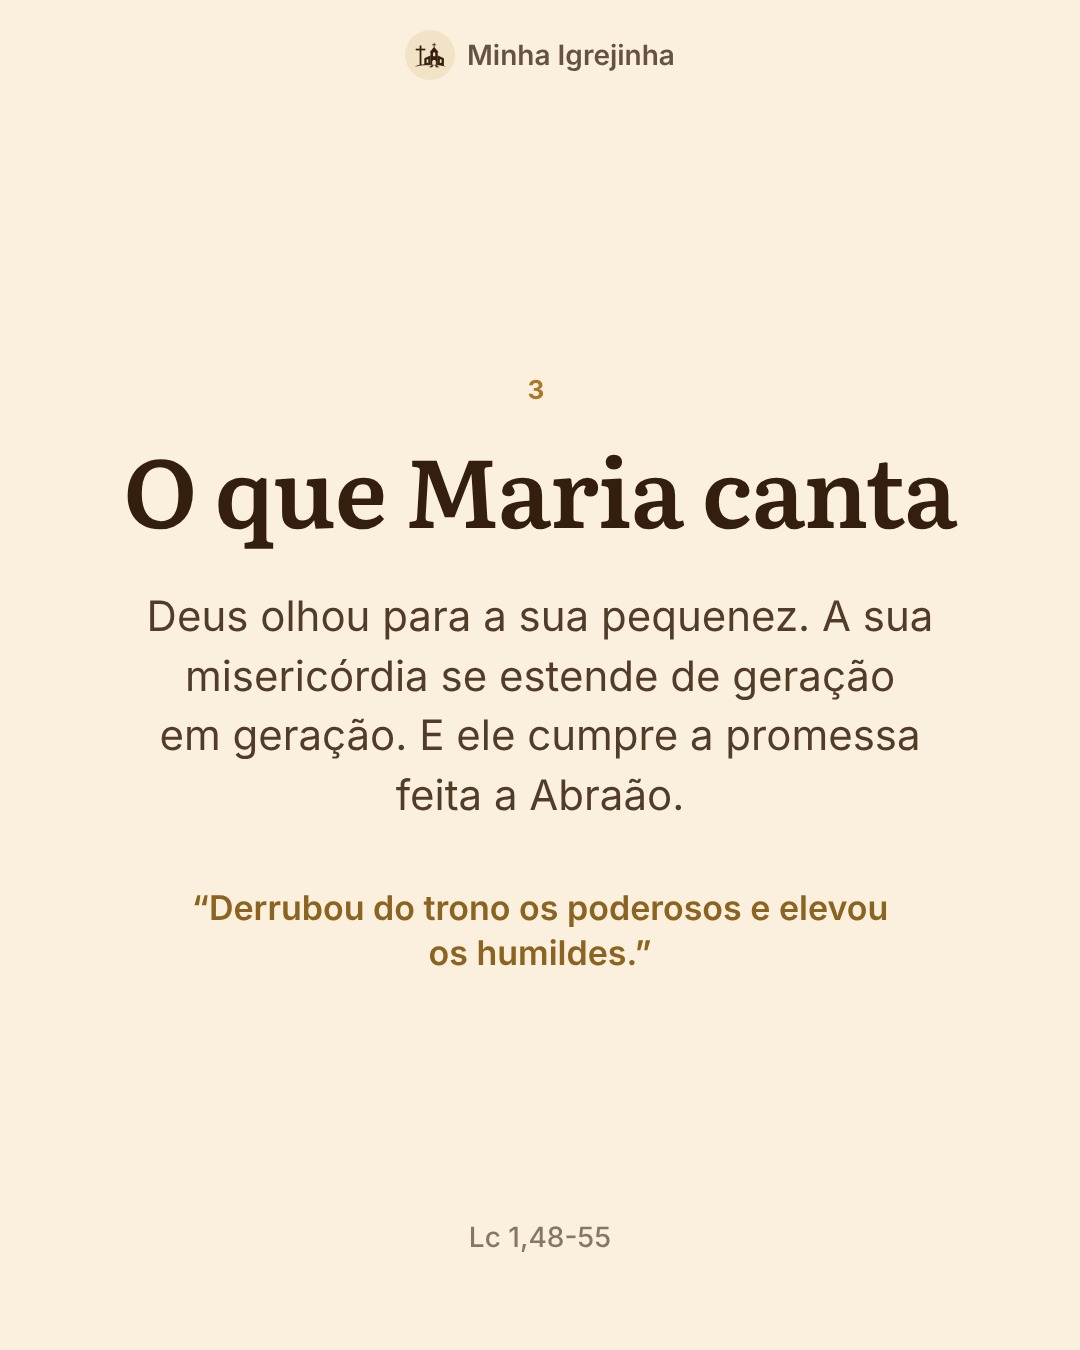 Minha Igrejinha
3
O que Maria canta
Deus olhou para a sua pequenez. A sua
misericórdia se estende de geração
em geração. E ele cumpre a promessa
feita a Abraão.
“Derrubou do trono os poderosos e elevou
os humildes.”
Lc 1,48-55